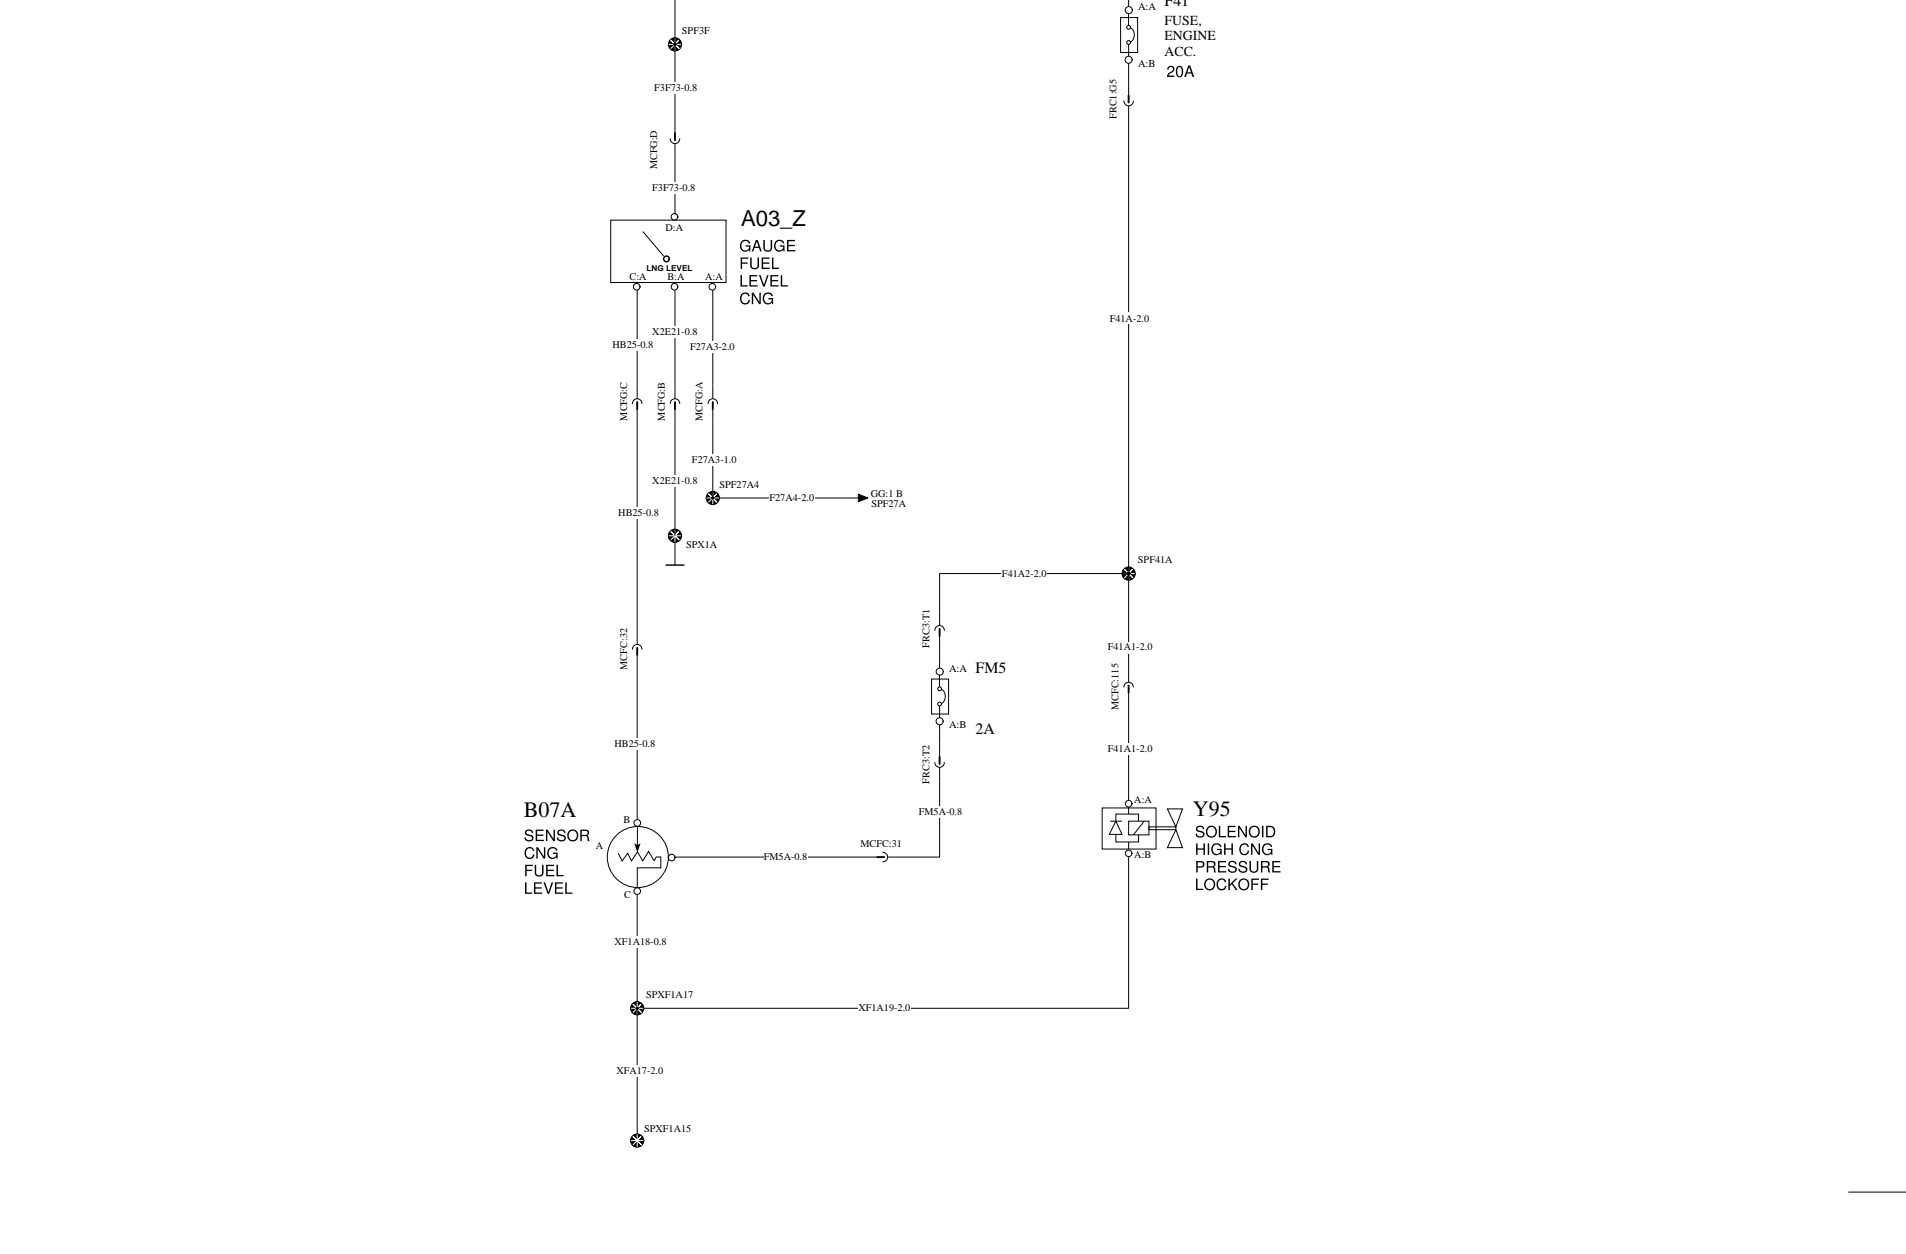 F41
A:A
FUSE,
ENGINE
ACC.
A:B
20A
SPF3F
F3F73-0.8
FRC1:G5
MCFG:D
F3F73-0.8
A03_Z
D:A
GAUGE
FUEL
LEVEL
CNG
LNG LEVEL
C:A
B:A
A:A
F41A-2.0
X2E21-0.8
HB25-0.8
F27A3-2.0
MCFG:C
MCFG:B
MCFG:A
F27A3-1.0
X2E21-0.8
SPF27A4
F27A4-2.0
GG:1 B
SPF27A
HB25-0.8
SPX1A
SPF41A
F41A2-2.0
FRC3:T1
MCFC:32
F41A1-2.0
A:A
FM5
MCFC:115
A:B
2A
HB25-0.8
FRC3:T2
F41A1-2.0
B07A
SENSOR
CNG
FUEL
LEVEL
B
A
C
FM5A-0.8
MCFC:31
FM5A-0.8
A:A
Y95
SOLENOID
HIGH CNG
PRESSURE
LOCKOFF
A:B
XF1A18-0.8
SPXF1A17
XF1A19-2.0
XFA17-2.0
SPXF1A15